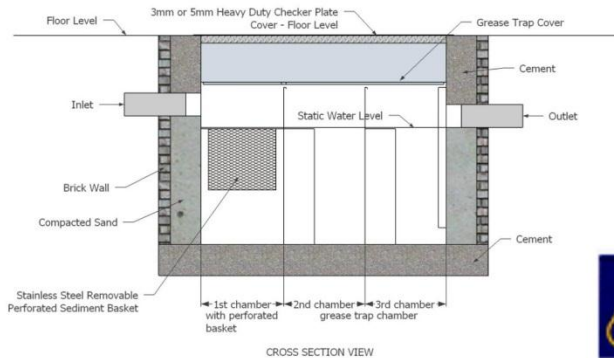 3mm or 5mm Heavy Duty Checker Plate
Cover - Floor Level
Floor Level
Grease Trap Cover
Cement
Inlet
Static Water Level
Outlet
Brick Wall
Compacted Sand
Cement
Stainless Steel Removable
Perforated Sediment Basket
1st chamber
with perforated
basket
2nd chamber
3rd chamber
grease trap chamber
CROSS SECTION VIEW